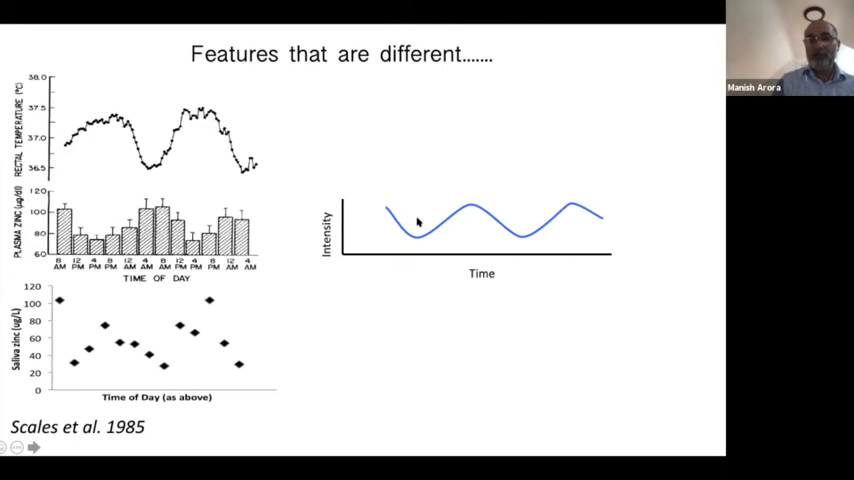 Features that are different.......
Manish Arora
RECTAL TEMPERATURE (°C)
38.0
37.5
37.0
36.5
PLASMA ZINC (µg/dl)
120
100
80
60
8 12 4 8 12 4 8 12 4 8 12 4
AM PM PM PM AM AM AM PM PM PM AM AM
TIME OF DAY
Saliva zinc (ug/L)
120
100
80
60
40
20
0
Time of Day (as above)
Intensity
Time
Scales et al. 1985